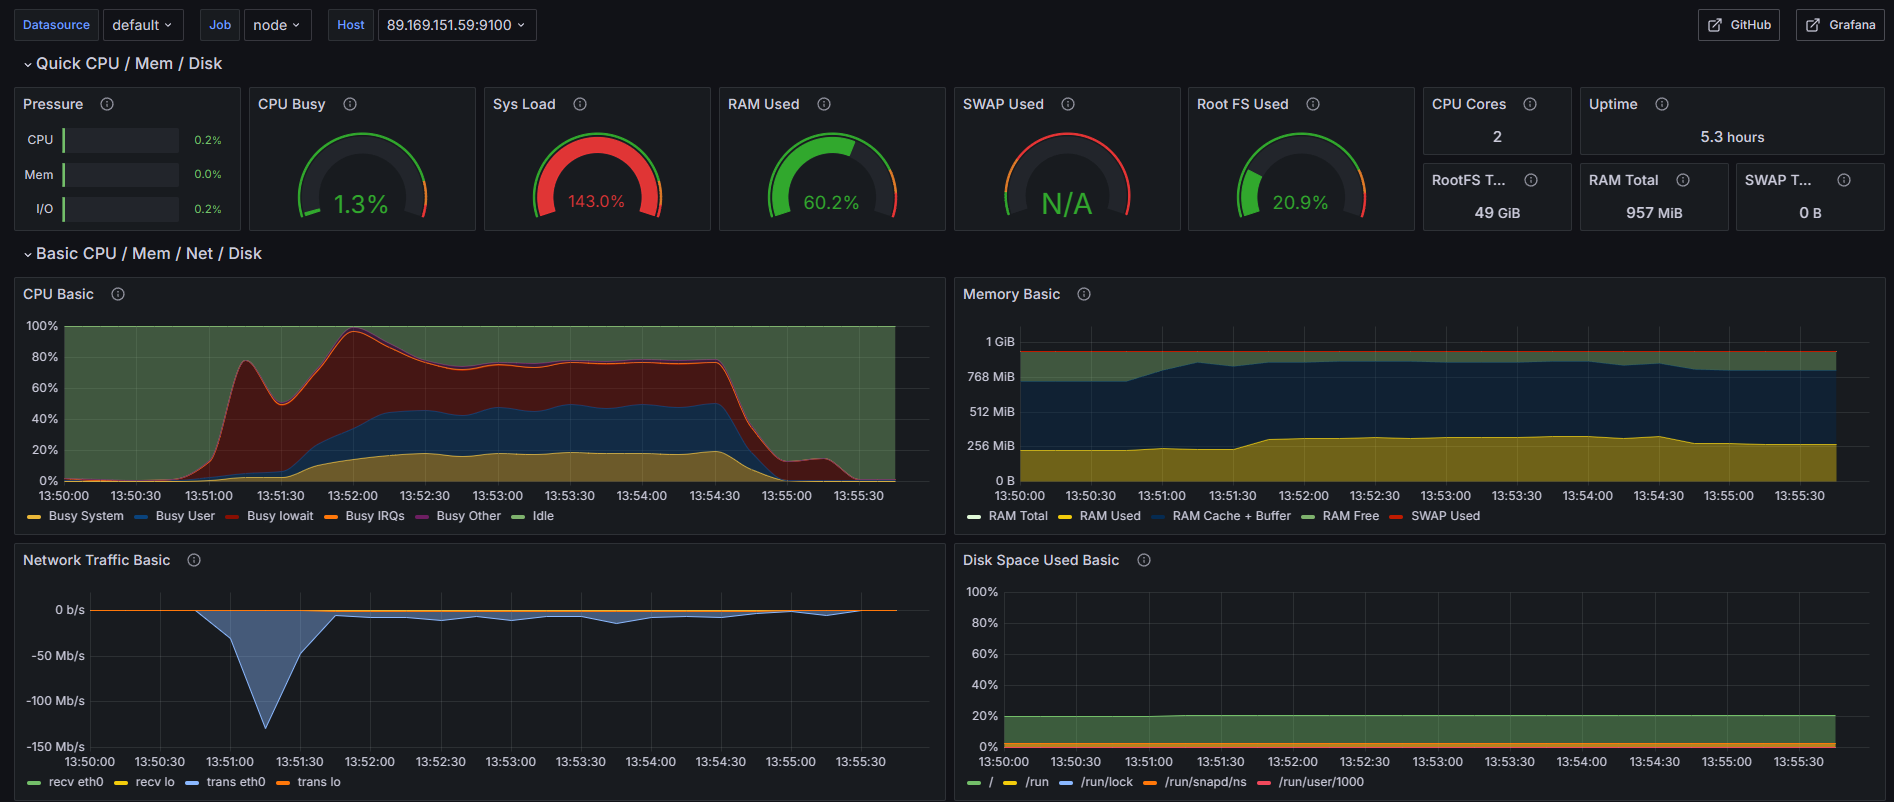 Datasource default Job node Host 89.169.151.59:9100 GitHub Grafana
Quick CPU / Mem / Disk
Pressure CPU Busy Sys Load RAM Used SWAP Used Root FS Used CPU Cores Uptime
CPU 0.2%
Mem 0.0%
I/O 0.2%
1.3%
143.0%
60.2%
N/A
20.9%
2
5.3 hours
RootFS T... RAM Total SWAP T...
49 GiB 957 MiB 0 B
Basic CPU / Mem / Net / Disk
CPU Basic
100%
80%
60%
40%
20%
0%
13:50:00 13:50:30 13:51:00 13:51:30 13:52:00 13:52:30 13:53:00 13:53:30 13:54:00 13:54:30 13:55:00 13:55:30
Busy System Busy User Busy Iowait Busy IRQs Busy Other Idle
Memory Basic
1 GiB
768 MiB
512 MiB
256 MiB
0 B
13:50:00 13:50:30 13:51:00 13:51:30 13:52:00 13:52:30 13:53:00 13:53:30 13:54:00 13:54:30 13:55:00 13:55:30
RAM Total RAM Used RAM Cache + Buffer RAM Free SWAP Used
Network Traffic Basic
0 b/s
-50 Mb/s
-100 Mb/s
-150 Mb/s
13:50:00 13:50:30 13:51:00 13:51:30 13:52:00 13:52:30 13:53:00 13:53:30 13:54:00 13:54:30 13:55:00 13:55:30
recv eth0 recv lo trans eth0 trans lo
Disk Space Used Basic
100%
80%
60%
40%
20%
0%
13:50:00 13:50:30 13:51:00 13:51:30 13:52:00 13:52:30 13:53:00 13:53:30 13:54:00 13:54:30 13:55:00 13:55:30
/ /run /run/lock /run/snapd/ns /run/user/1000